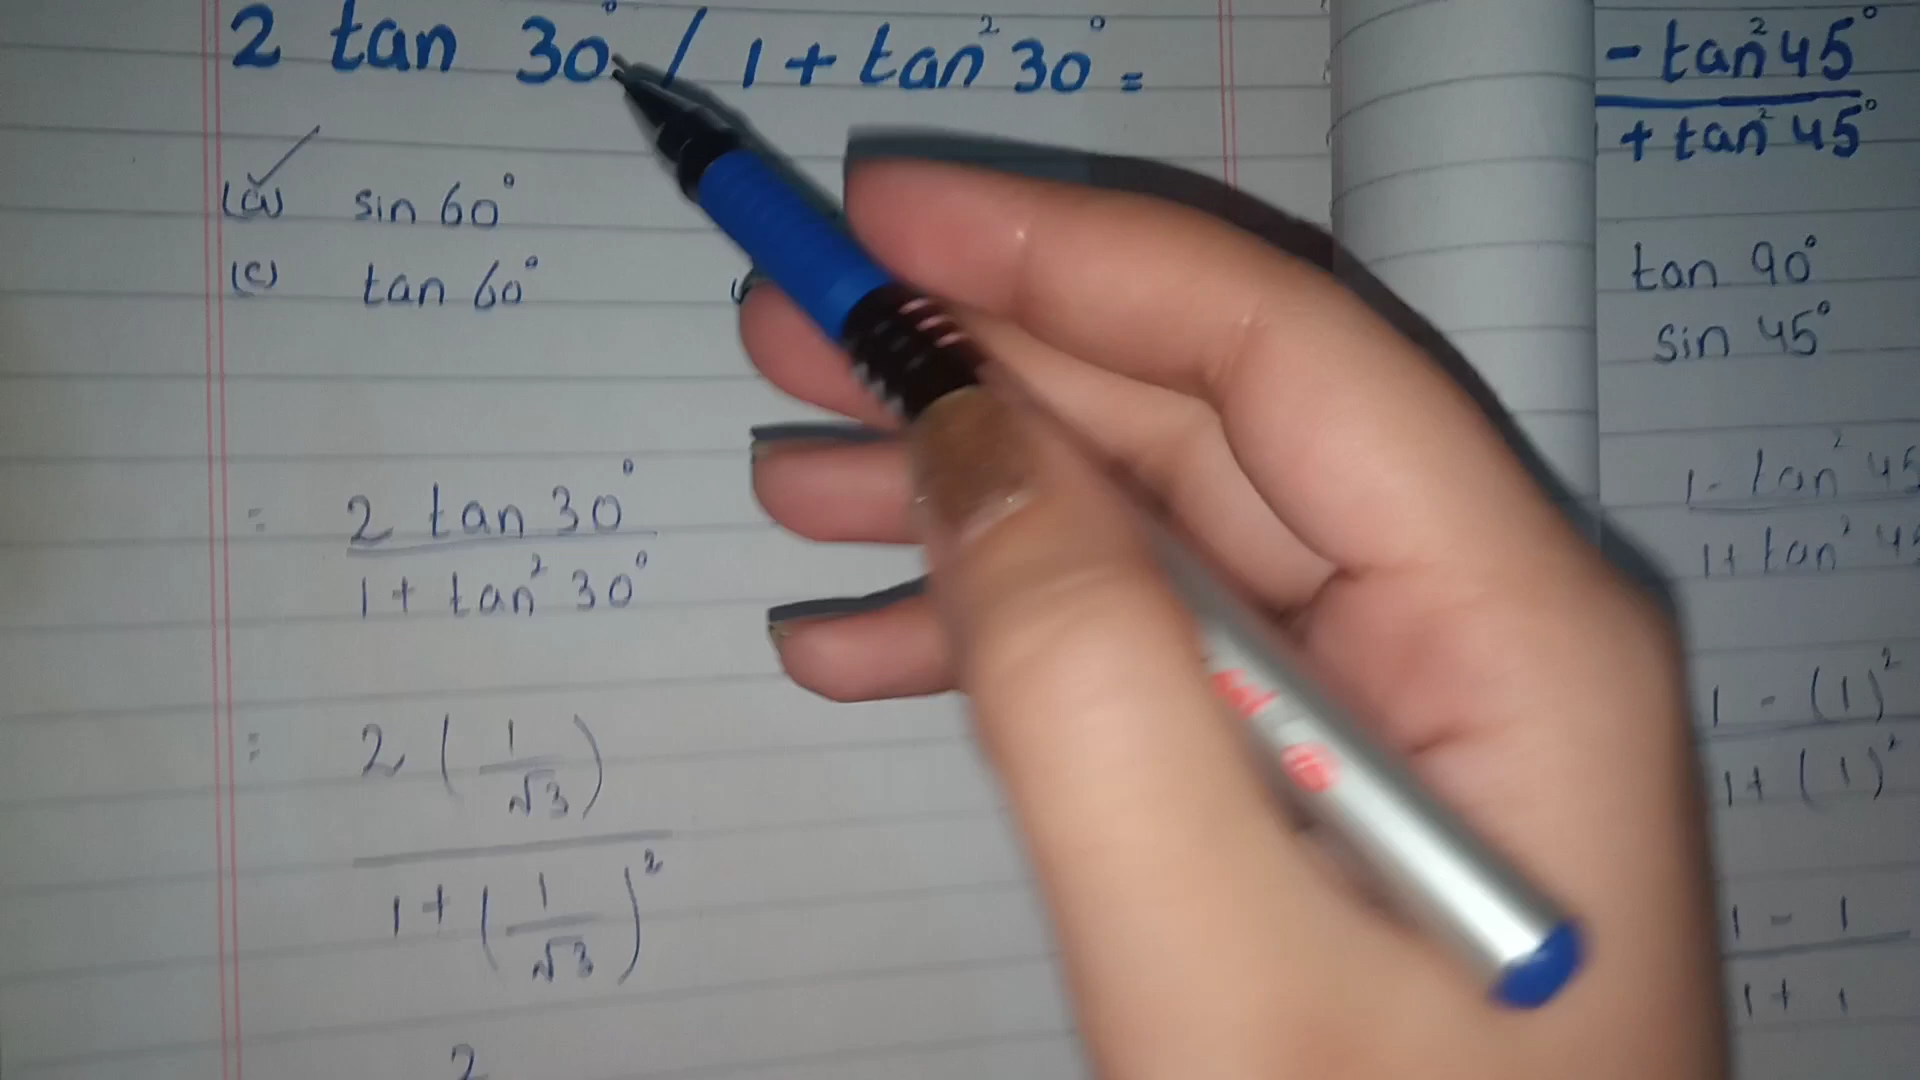 2 tan 30° / 1 + tan² 30° =
(a) sin 60°
(c) tan 60°
= 2 tan 30°
1 + tan² 30°
= 2 ( 1
√3 )
1 + ( 1
√3 )²
2
- tan² 45°
+ tan² 45°
tan 90°
sin 45°
1 - tan² 45
1 + tan² 45
1 - (1)²
1 + (1)²
1 - 1
1 + 1